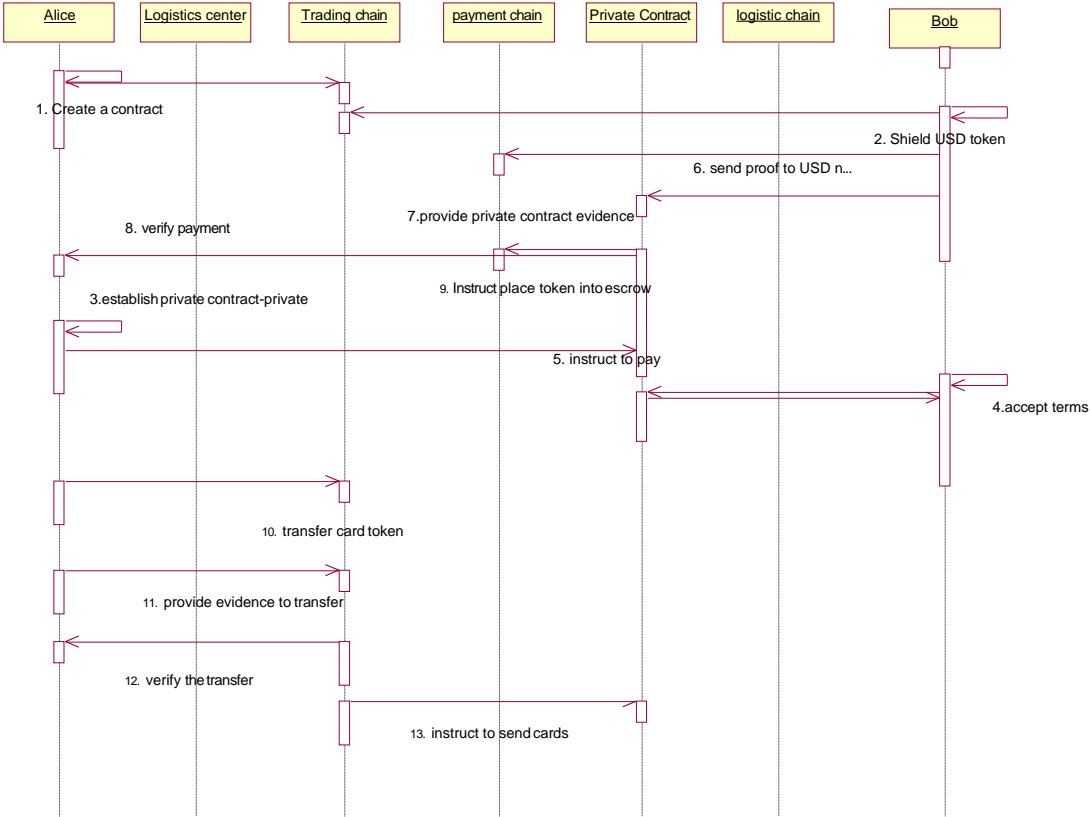 Alice
Logistics center
Trading chain
payment chain
Private Contract
logistic chain
Bob
1. Create a contract
2. Shield USD token
6. send proof to USD n...
7.provide private contract evidence
8. verify payment
9. Instruct place token into escrow
3.establish private contract-private
5. instruct to pay
4.accept terms
10. transfer card token
11. provide evidence to transfer
12. verify the transfer
13. instruct to send cards